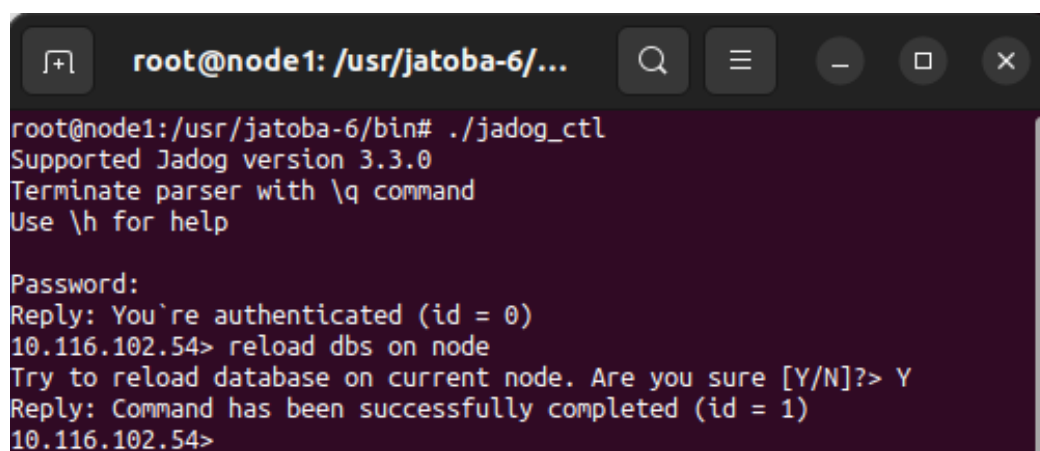 root@node1: /usr/jatoba-6/...
root@node1:/usr/jatoba-6/bin# ./jadog_ctl
Supported Jadog version 3.3.0
Terminate parser with \q command
Use \h for help
Password:
Reply: You`re authenticated (id = 0)
10.116.102.54> reload dbs on node
Try to reload database on current node. Are you sure [Y/N]?> Y
Reply: Command has been successfully completed (id = 1)
10.116.102.54>